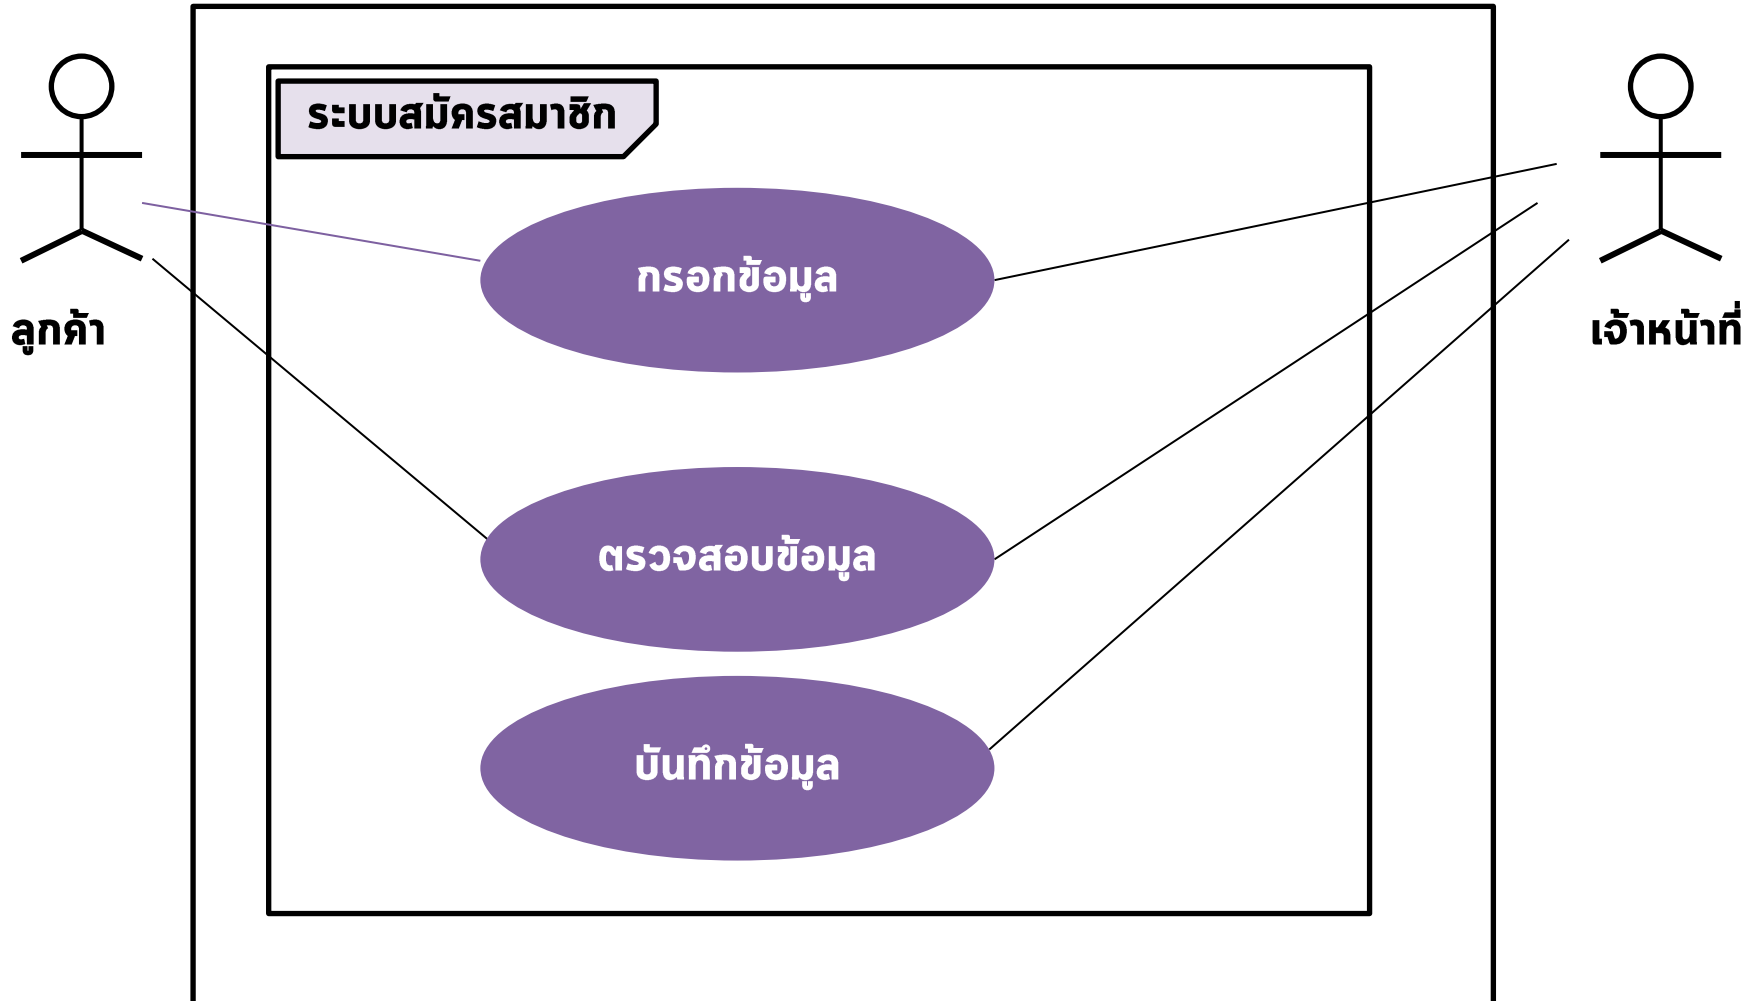 ระบบสมัครสมาชิก
กรอกข้อมูล
ลูกค้า
เจ้าหน้าที่
ตรวจสอบข้อมูล
บันทึกข้อมูล